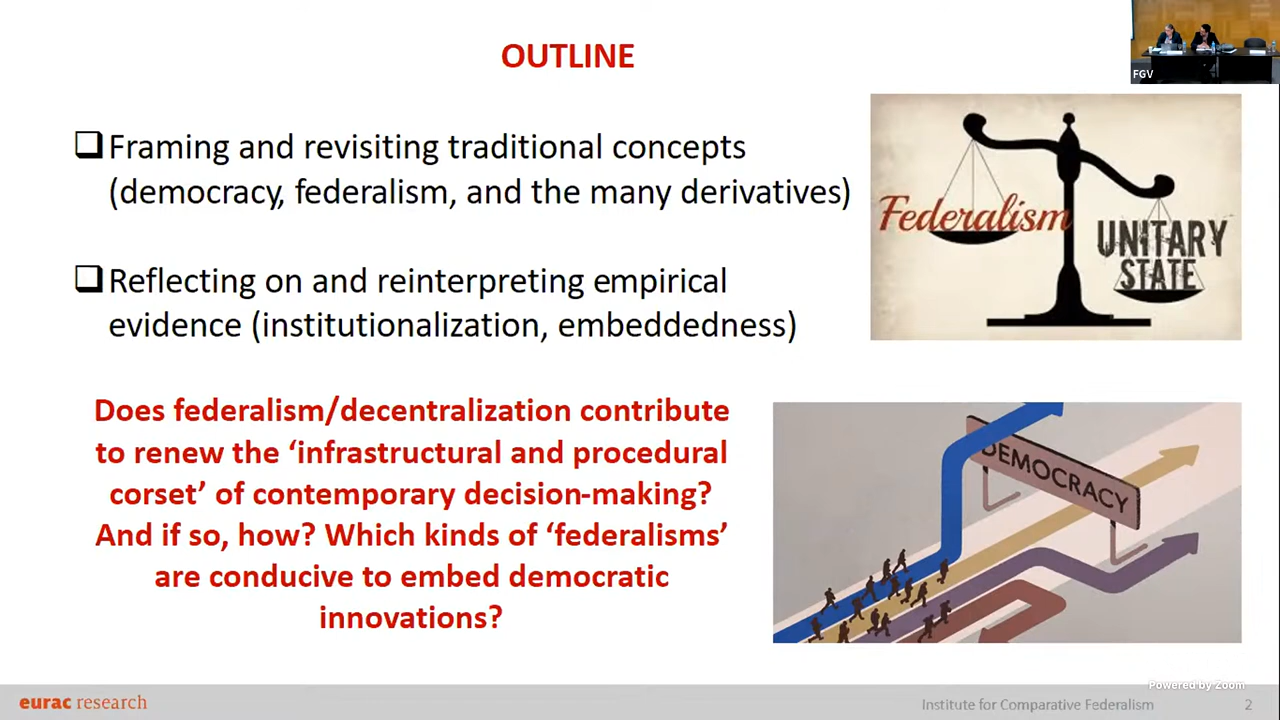 OUTLINE
FGV
❑Framing and revisiting traditional concepts
(democracy, federalism, and the many derivatives)
Federalism
UNITARY
STATE
❑Reflecting on and reinterpreting empirical
evidence (institutionalization, embeddedness)
Does federalism/decentralization contribute
to renew the ‘infrastructural and procedural
corset’ of contemporary decision-making?
And if so, how? Which kinds of ‘federalisms’
are conducive to embed democratic
innovations?
DEMOCRACY
Powered by Zoom
eurac research
Institute for Comparative Federalism
2